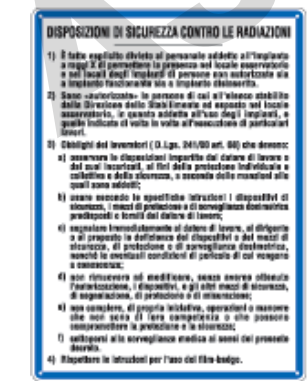 DISPOSIZIONI DI SICUREZZA CONTRO LE RADIAZIONI
1) È fatto esplicito divieto al personale addetto all'impianto
a raggi X di permettere la presenza nel locale osservatorio
e nei locali degli impianti di persone non autorizzate sia
a impianto funzionante sia a impianto disinserito.
2) Sono «autorizzate» le persone di cui all'elenco stabilito
dalla Direzione dello Stabilimento ed esposto nel locale
osservatorio, in quanto addette all'uso degli impianti, e
quelle indicate di volta in volta all'esecuzione di particolari
lavori.
3) Obblighi dei lavoratori ( D.Lgs. 241/00 art. 68) che devono:
a) osservare le disposizioni impartite dal datore di lavoro o
dai suoi incaricati, ai fini della protezione individuale e
collettiva e della sicurezza, a seconda delle mansioni alle
quali sono addetti;
b) usare secondo le specifiche istruzioni i dispositivi di
sicurezza, i mezzi di protezione e di sorveglianza dosimetrica
predisposti o forniti dal datore di lavoro;
c) segnalare immediatamente al datore di lavoro, al dirigente
o al preposto le deficienze dei dispositivi e dei mezzi di
sicurezza, di protezione e di sorveglianza dosimetrica,
nonché le eventuali condizioni di pericolo di cui vengono
a conoscenza;
d) non rimuovere né modificare, senza averne ottenuto
l'autorizzazione, i dispositivi, e gli altri mezzi di sicurezza,
di segnalazione, di protezione e di misurazione;
e) non compiere, di propria iniziativa, operazioni o manovre
che non sono di loro competenza o che possono
compromettere la protezione e la sicurezza;
f) sottoporsi alla sorveglianza medica ai sensi del presente
decreto.
4) Rispettare le istruzioni per l'uso del film-badge.